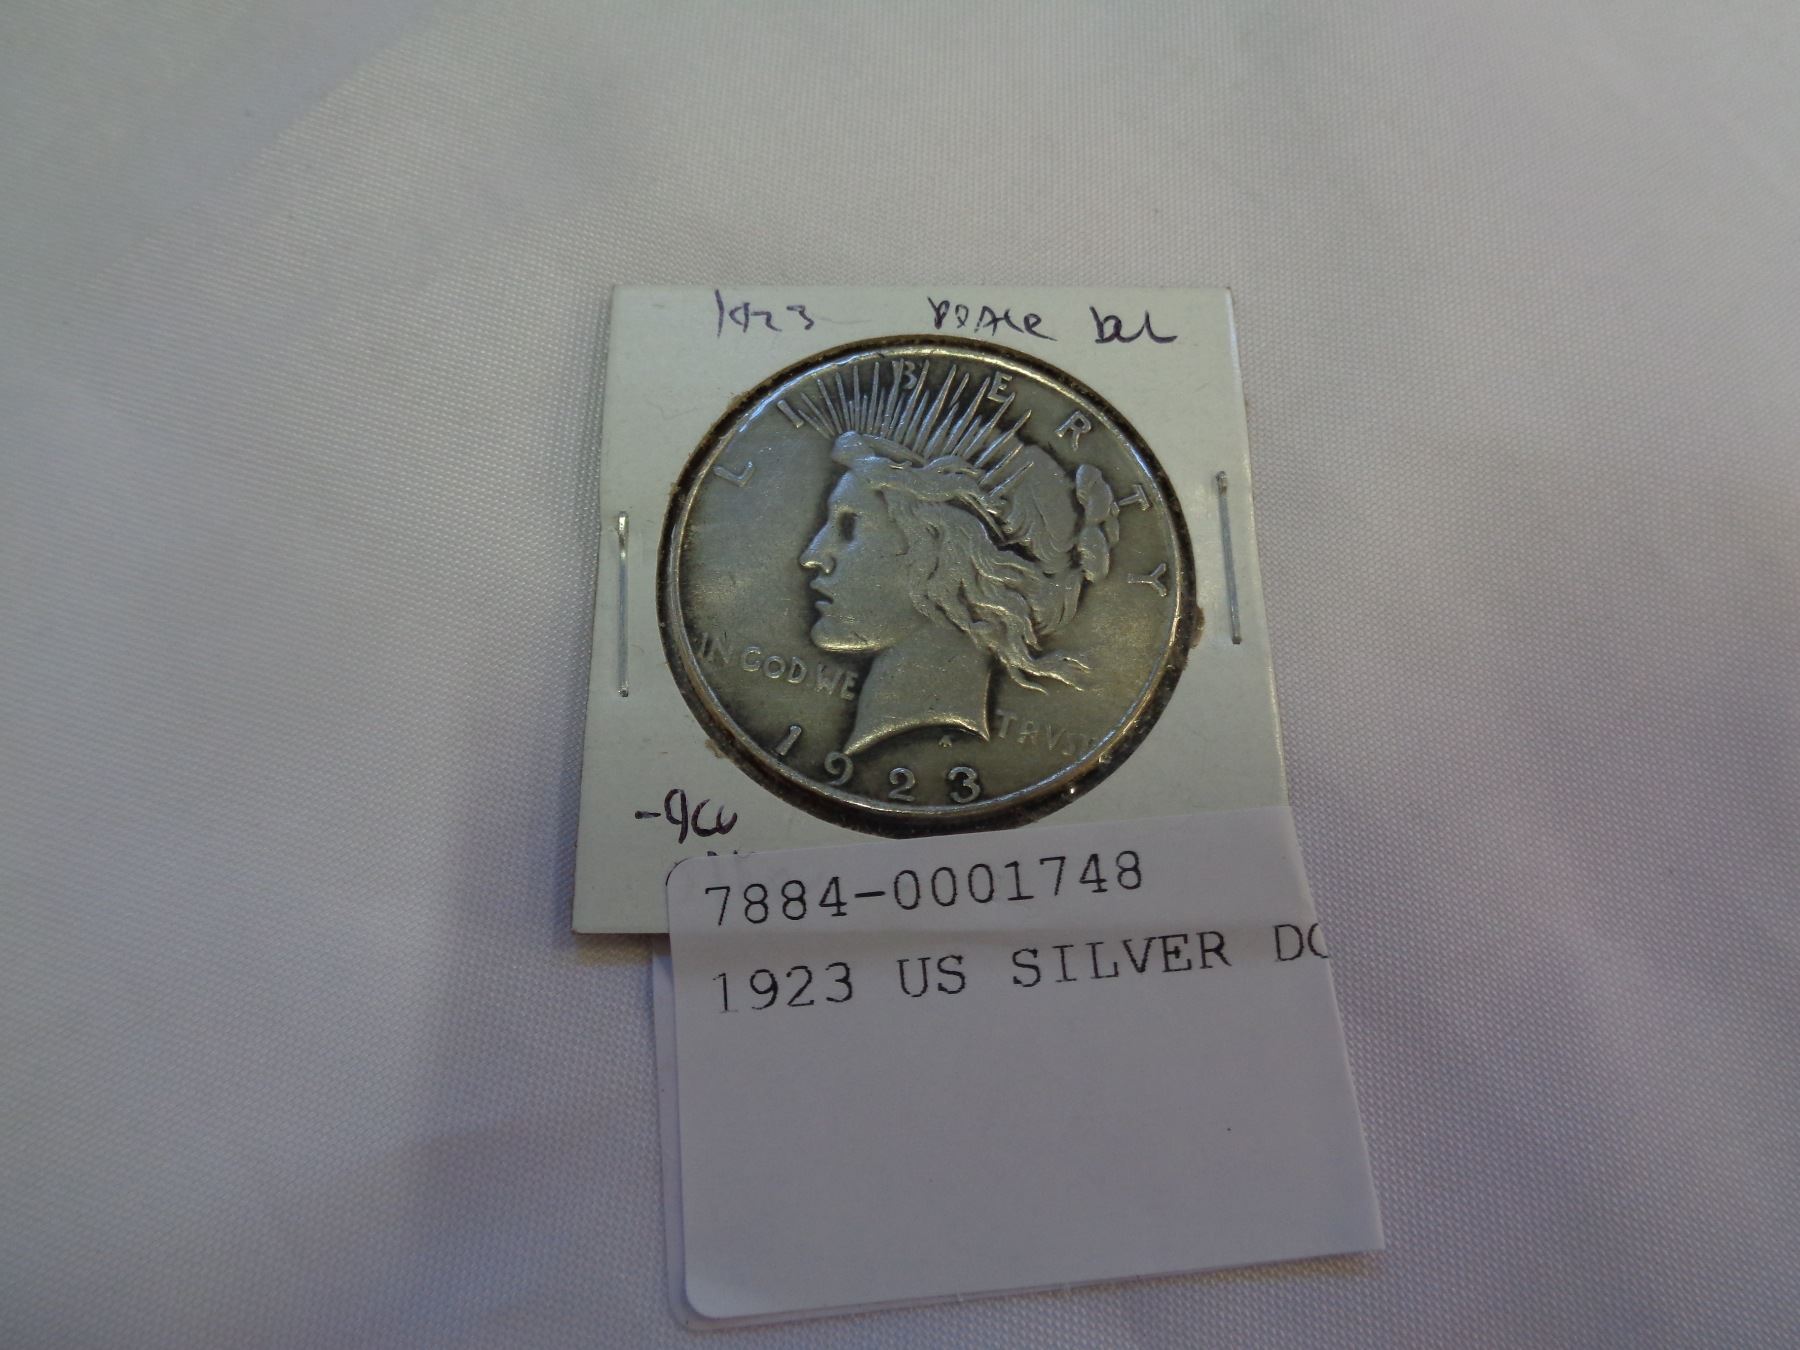 1923 Peace Dol
LIBERTY
IN GOD WE TRVST
1923
7884-0001748
1923 US SILVER DO